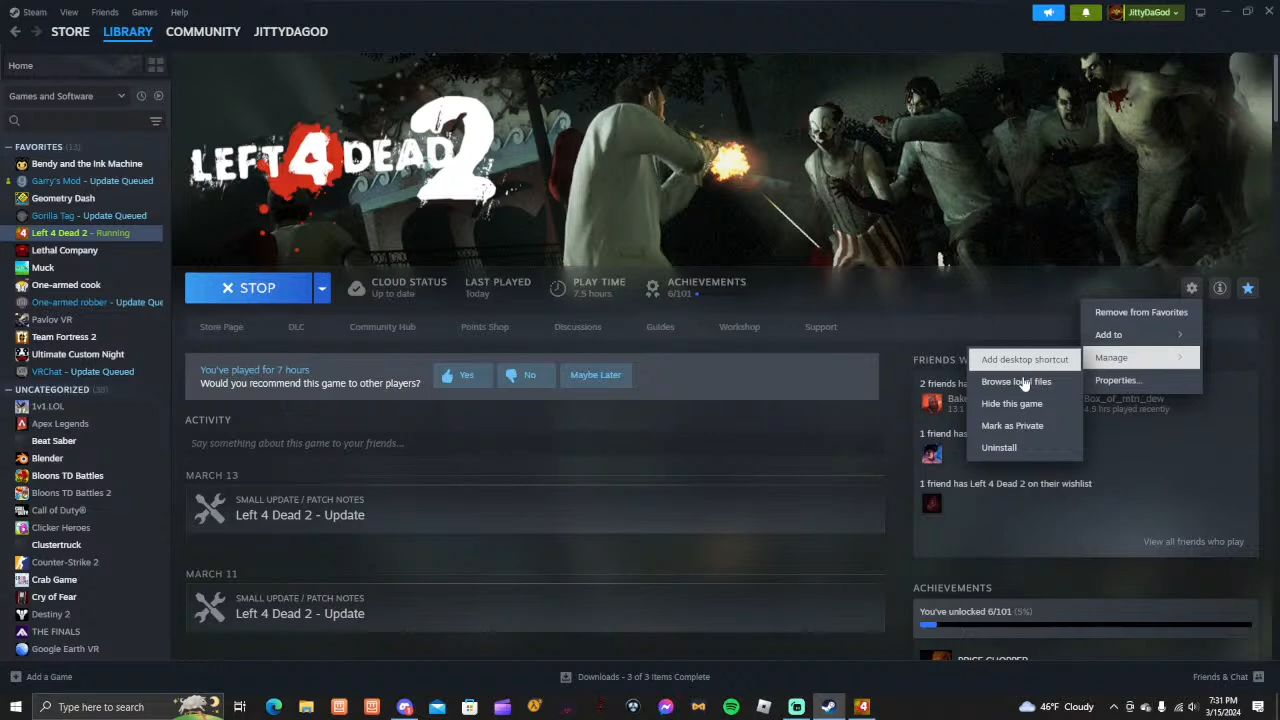 Steam View Friends Games Help
JittyDaGod
STORE LIBRARY COMMUNITY JITTYDAGOD
Home
Games and Software
FAVORITES (13)
Bendy and the Ink Machine
Garry's Mod - Update Queued
Geometry Dash
Gorilla Tag - Update Queued
Left 4 Dead 2 - Running
Lethal Company
Muck
One-armed cook
One-armed robber - Update Que
Pavlov VR
Team Fortress 2
Ultimate Custom Night
VRChat - Update Queued
UNCATEGORIZED (38)
1v1.LOL
Apex Legends
Beat Saber
Blender
Bloons TD Battles
Bloons TD Battles 2
Call of Duty®
Clicker Heroes
Clustertruck
Counter-Strike 2
Crab Game
Cry of Fear
Destiny 2
THE FINALS
Google Earth VR
LEFT 4 DEAD 2
STOP
CLOUD STATUS
Up to date
LAST PLAYED
Today
PLAY TIME
7.5 hours
ACHIEVEMENTS
6/101
Store Page DLC Community Hub Points Shop Discussions Guides Workshop Support
You've played for 7 hours
Would you recommend this game to other players?
Yes No Maybe Later
ACTIVITY
Say something about this game to your friends...
MARCH 13
SMALL UPDATE / PATCH NOTES
Left 4 Dead 2 - Update
MARCH 11
SMALL UPDATE / PATCH NOTES
Left 4 Dead 2 - Update
Remove from Favorites
Add to
Manage
Properties...
Add desktop shortcut
Browse local files
Hide this game
Mark as Private
Uninstall
FRIENDS W
2 friends ha
Bak
13.1
Box_of_mtn_dew
4.9 hrs played recently
1 friend has
1 friend has Left 4 Dead 2 on their wishlist
View all friends who play
ACHIEVEMENTS
You've unlocked 6/101 (5%)
Add a Game
Downloads - 3 of 3 Items Complete
Friends & Chat
Type here to search
46°F Cloudy
7:31 PM
3/15/2024